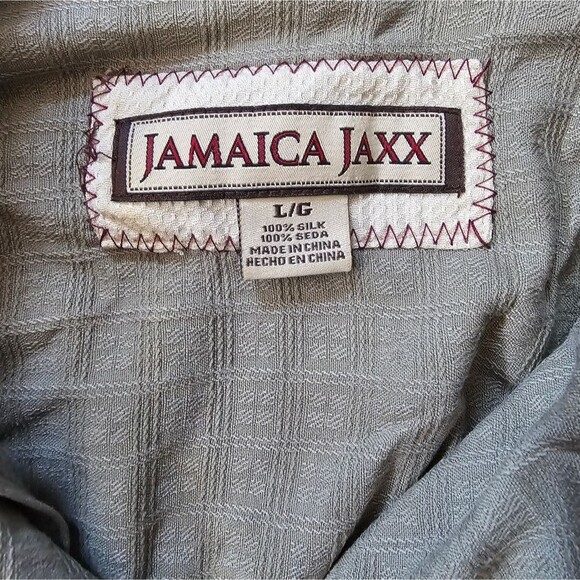 JAMAICA JAXX
L/G
100% SILK
100% SEDA
MADE IN CHINA
HECHO EN CHINA